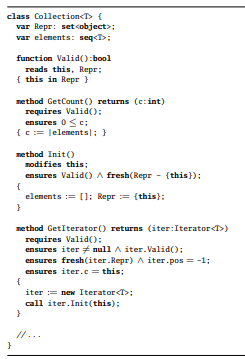 class Collection<T> {
var Repr: set<object>;
var elements: seq<T>;
function Valid():bool
reads this, Repr;
{ this in Repr }
method GetCount() returns (c:int)
requires Valid();
ensures 0 ≤ c;
{ c := |elements|; }
method Init()
modifies this;
ensures Valid() ∧ fresh(Repr - {this});
{
elements := []; Repr := {this};
}
method GetIterator() returns (iter:Iterator<T>)
requires Valid();
ensures iter ≠ null ∧ iter.Valid();
ensures fresh(iter.Repr) ∧ iter.pos = -1;
ensures iter.c = this;
{
iter := new Iterator<T>;
call iter.Init(this);
}
//...
}